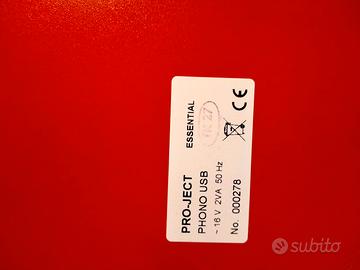 PRO-JECT
ESSENTIAL
PHONO USB
~ 16 V 2VA 50 Hz
No. 000278
CE
subito